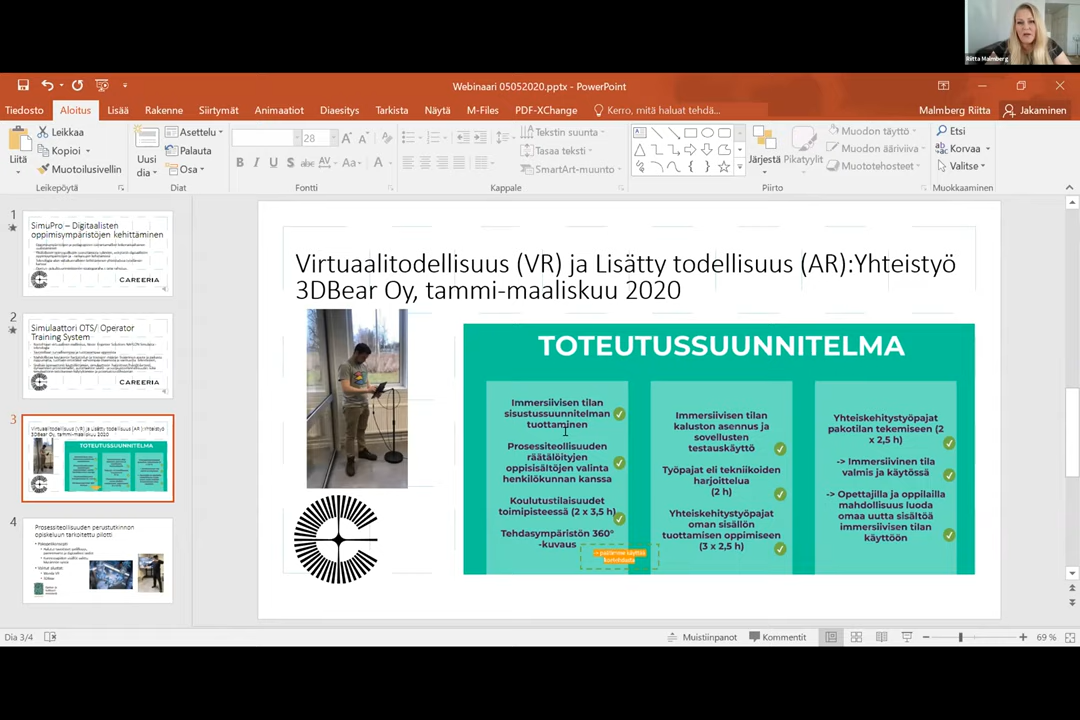 Riitta Malmberg
Webinaari 05052020.pptx - PowerPoint
Tiedosto Aloitus Lisää Rakenne Siirtymät Animaatiot Diaesitys Tarkista Näytä M-Files PDF-XChange Kerro, mitä haluat tehdä... Malmberg Riitta Jakaminen
Liitä
Leikkaa
Kopioi
Muotoilusivellin
Leikepöytä
Uusi dia
Asettelu
Palauta
Osa
Diat
28
Fontti
Tekstin suunta
Tasaa teksti
SmartArt-muunto
Kappale
Järjestä
Pikatyylit
Muodon täyttö
Muodon ääriviiva
Muototehosteet
Piirto
Etsi
Korvaa
Valitse
Muokkaaminen
1
SimuPro – Digitaalisten
oppimisympäristöjen kehittäminen
CAREERIA
2
Simulaattori OTS/ Operator
Training System
CAREERIA
3
Virtuaalitodellisuus (VR) ja Lisätty todellisuus (AR):Yhteistyö
3DBear Oy, tammi-maaliskuu 2020
TOTEUTUSSUUNNITELMA
4
Prosessiteollisuuden perustutkinnon
opiskeluun tarkoitettu pilotti
Virtuaalitodellisuus (VR) ja Lisätty todellisuus (AR):Yhteistyö
3DBear Oy, tammi-maaliskuu 2020
TOTEUTUSSUUNNITELMA
Immersiivisen tilan
sisustussuunnitelman
tuottaminen
Prosessiteollisuuden
räätälöityjen
oppisisältöjen valinta
henkilökunnan kanssa
Koulutustilaisuudet
toimipisteessä (2 x 3,5 h)
Tehdasympäristön 360°
-kuvaus
Immersiivisen tilan
kaluston asennus ja
sovellusten
testauskäyttö
Työpajat eli tekniikoiden
harjoittelua
(2 h)
Yhteiskehitystyöpajat
oman sisällön
tuottamisen oppimiseen
(3 x 2,5 h)
Yhteiskehitystyöpajat
pakotilan tekemiseen (2
x 2,5 h)
-> Immersiivinen tila
valmis ja käytössä
-> Opettajilla ja oppilailla
mahdollisuus luoda
omaa uutta sisältöä
immersiivisen tilan
käyttöön
Dia 3/4
Muistiinpanot
Kommentit
69 %